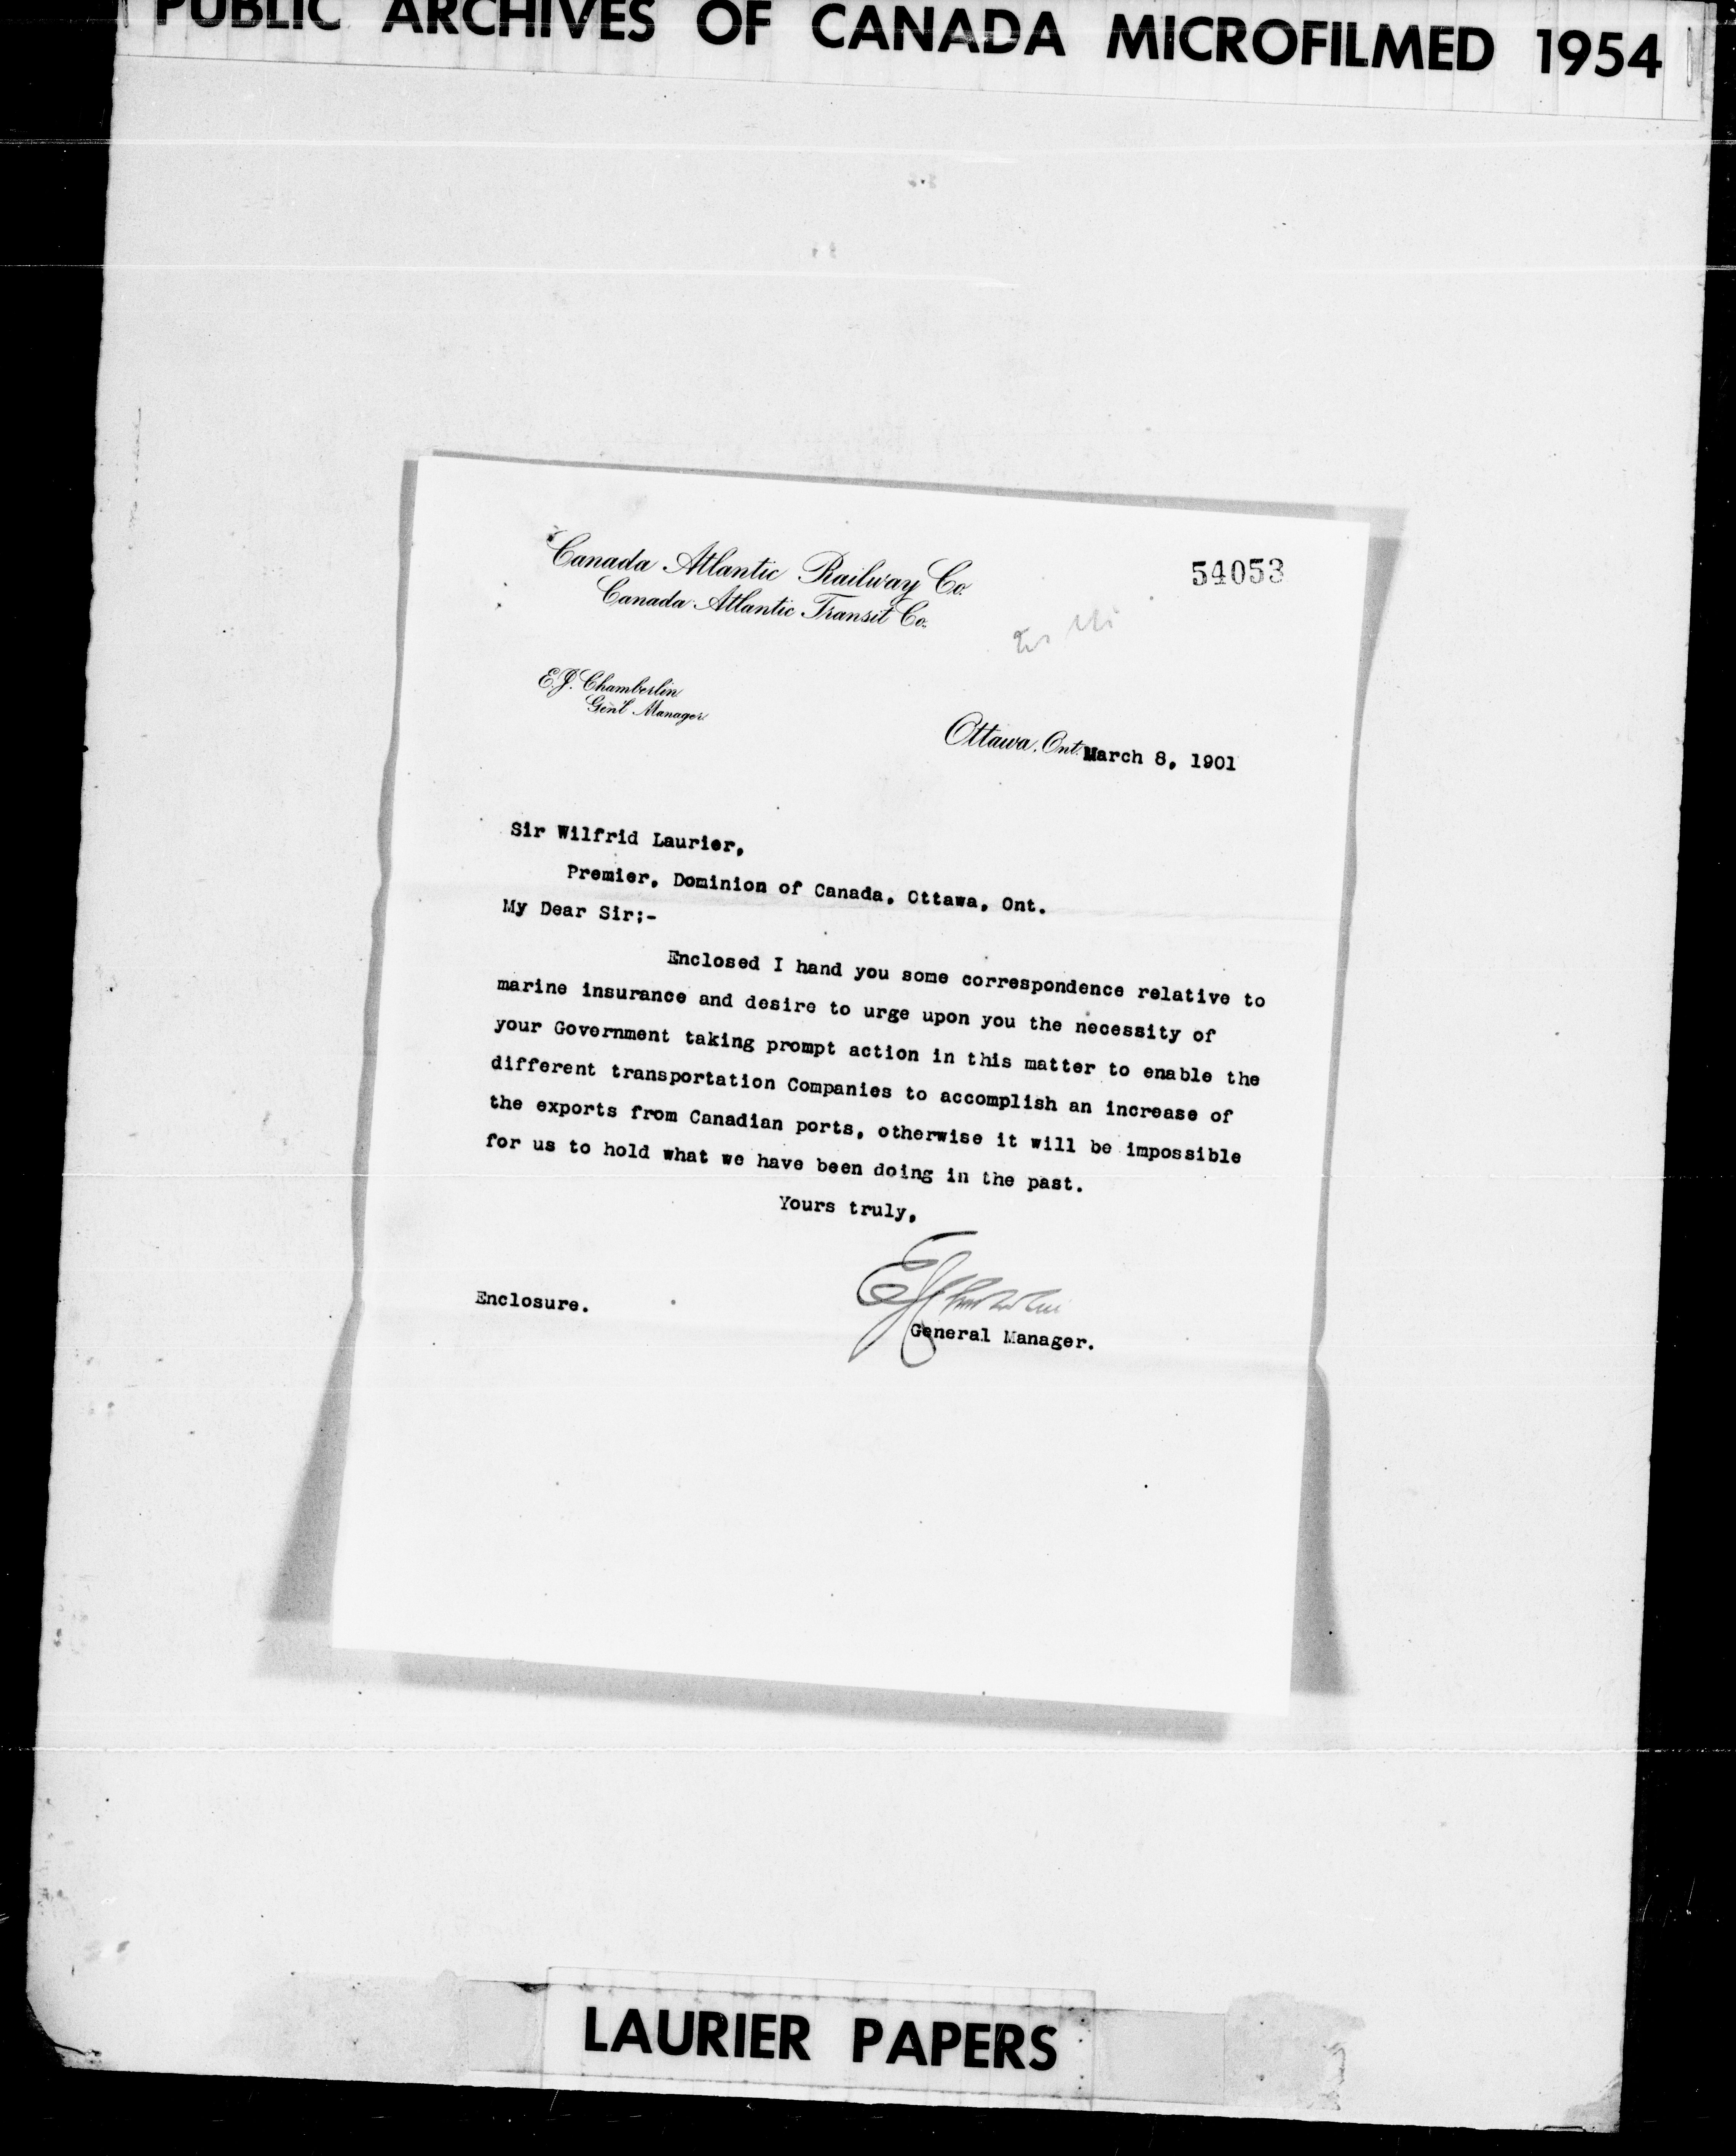 PUBLIC ARCHIVES OF CANADA MICROFILMED 1954
Canada Atlantic Railway Co.
54053
Canada Atlantic Transit Co.
E.J. Chamberlin
Gen'l Manager.
Ottawa, Ont. March 8, 1901
Sir Wilfrid Laurier,
Premier, Dominion of Canada, Ottawa, Ont.
My Dear Sir;-
Enclosed I hand you some correspondence relative to
marine insurance and desire to urge upon you the necessity of
your Government taking prompt action in this matter to enable the
different transportation Companies to accomplish an increase of
the exports from Canadian ports, otherwise it will be impossible
for us to hold what we have been doing in the past.
Yours truly,
EJ Chamberlin
Enclosure.
General Manager.
LAURIER PAPERS